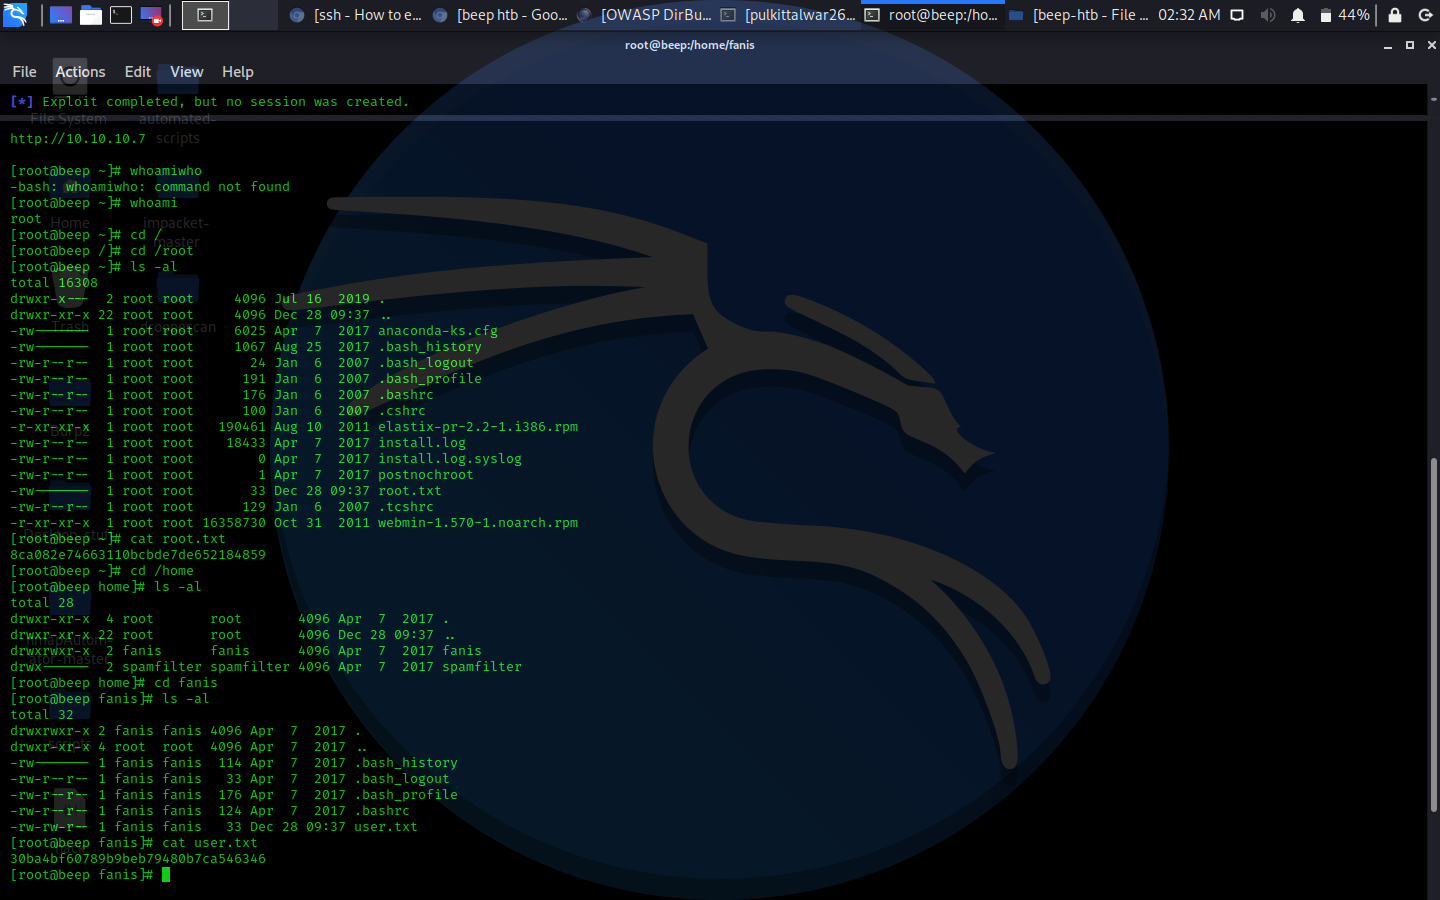 [ssh - How to e...
[beep htb - Goo...
[OWASP DirBu...
[pulkittalwar26...
root@beep:/ho...
[beep-htb - File ...
02:32 AM
44%
root@beep:/home/fanis
File Actions Edit View Help
[*] Exploit completed, but no session was created.
File System
automated-scripts
http://10.10.10.7
[root@beep ~]# whoamiwho
-bash: whoamiwho: command not found
[root@beep ~]# whoami
root
Home
impacket-master
[root@beep ~]# cd /
[root@beep /]# cd /root
[root@beep ~]# ls -al
total 16308
drwxr-x--- 2 root root 4096 Jul 16 2019 .
drwxr-xr-x 22 root root 4096 Dec 28 09:37 ..
Trash
-rw------- 1 root root 6025 Apr 7 2017 anaconda-ks.cfg
-rw------- 1 root root 1067 Aug 25 2017 .bash_history
-rw-r--r-- 1 root root 24 Jan 6 2007 .bash_logout
-rw-r--r-- 1 root root 191 Jan 6 2007 .bash_profile
-rw-r--r-- 1 root root 176 Jan 6 2007 .bashrc
-rw-r--r-- 1 root root 100 Jan 6 2007 .cshrc
-r-xr-xr-x 1 root root 190461 Aug 10 2011 elastix-pr-2.2-1.i386.rpm
-rw-r--r-- 1 root root 18433 Apr 7 2017 install.log
-rw-r--r-- 1 root root 0 Apr 7 2017 install.log.syslog
-rw-r--r-- 1 root root 1 Apr 7 2017 postnochroot
-rw------- 1 root root 33 Dec 28 09:37 root.txt
-rw-r--r-- 1 root root 129 Jan 6 2007 .tcshrc
-r-xr-xr-x 1 root root 16358730 Oct 31 2011 webmin-1.570-1.noarch.rpm
[root@beep ~]# cat root.txt
8ca082e74663110bcbde7de652184859
[root@beep ~]# cd /home
[root@beep home]# ls -al
total 28
drwxr-xr-x 4 root root 4096 Apr 7 2017 .
drwxr-xr-x 22 root root 4096 Dec 28 09:37 ..
drwxrwxr-x 2 fanis fanis 4096 Apr 7 2017 fanis
drwx------ 2 spamfilter spamfilter 4096 Apr 7 2017 spamfilter
[root@beep home]# cd fanis
[root@beep fanis]# ls -al
total 32
drwxrwxr-x 2 fanis fanis 4096 Apr 7 2017 .
drwxr-xr-x 4 root root 4096 Apr 7 2017 ..
-rw------- 1 fanis fanis 114 Apr 7 2017 .bash_history
-rw-r--r-- 1 fanis fanis 33 Apr 7 2017 .bash_logout
-rw-r--r-- 1 fanis fanis 176 Apr 7 2017 .bash_profile
-rw-r--r-- 1 fanis fanis 124 Apr 7 2017 .bashrc
-rw-rw-r-- 1 fanis fanis 33 Dec 28 09:37 user.txt
[root@beep fanis]# cat user.txt
30ba4bf60789b9beb79480b7ca546346
[root@beep fanis]#